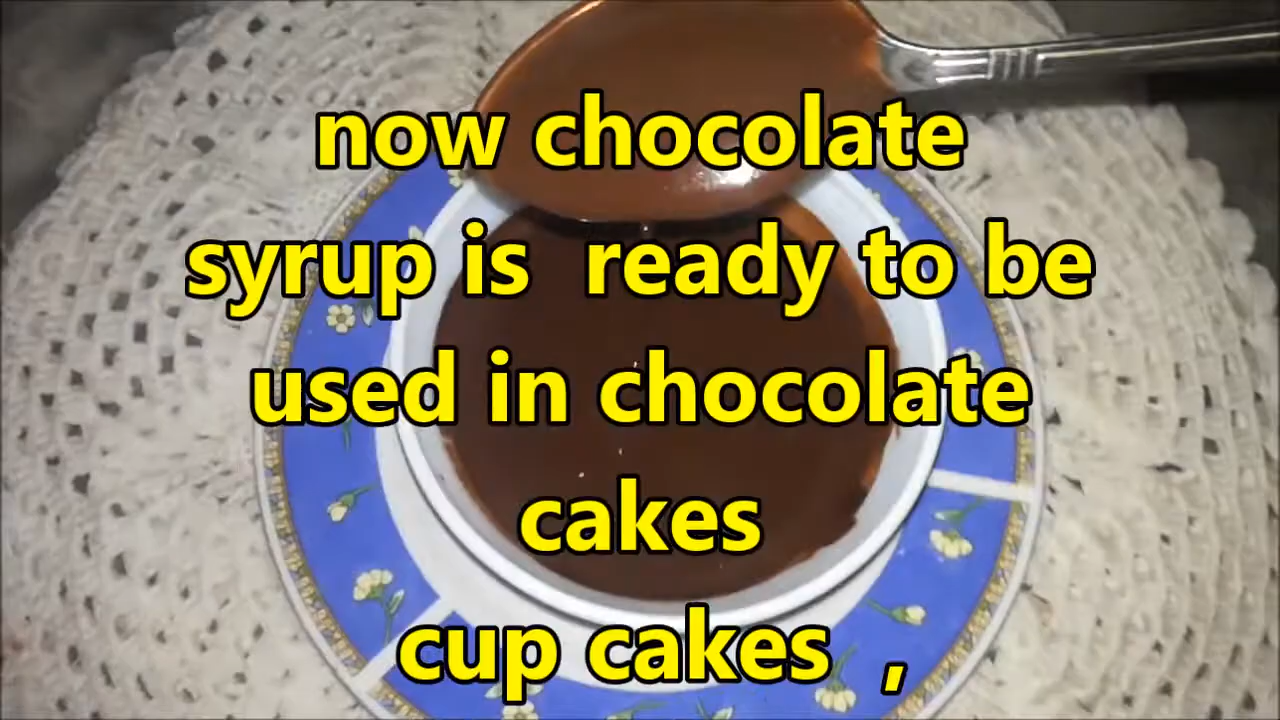 now chocolate
syrup is  ready to be
used in chocolate
cakes
cup cakes  ,